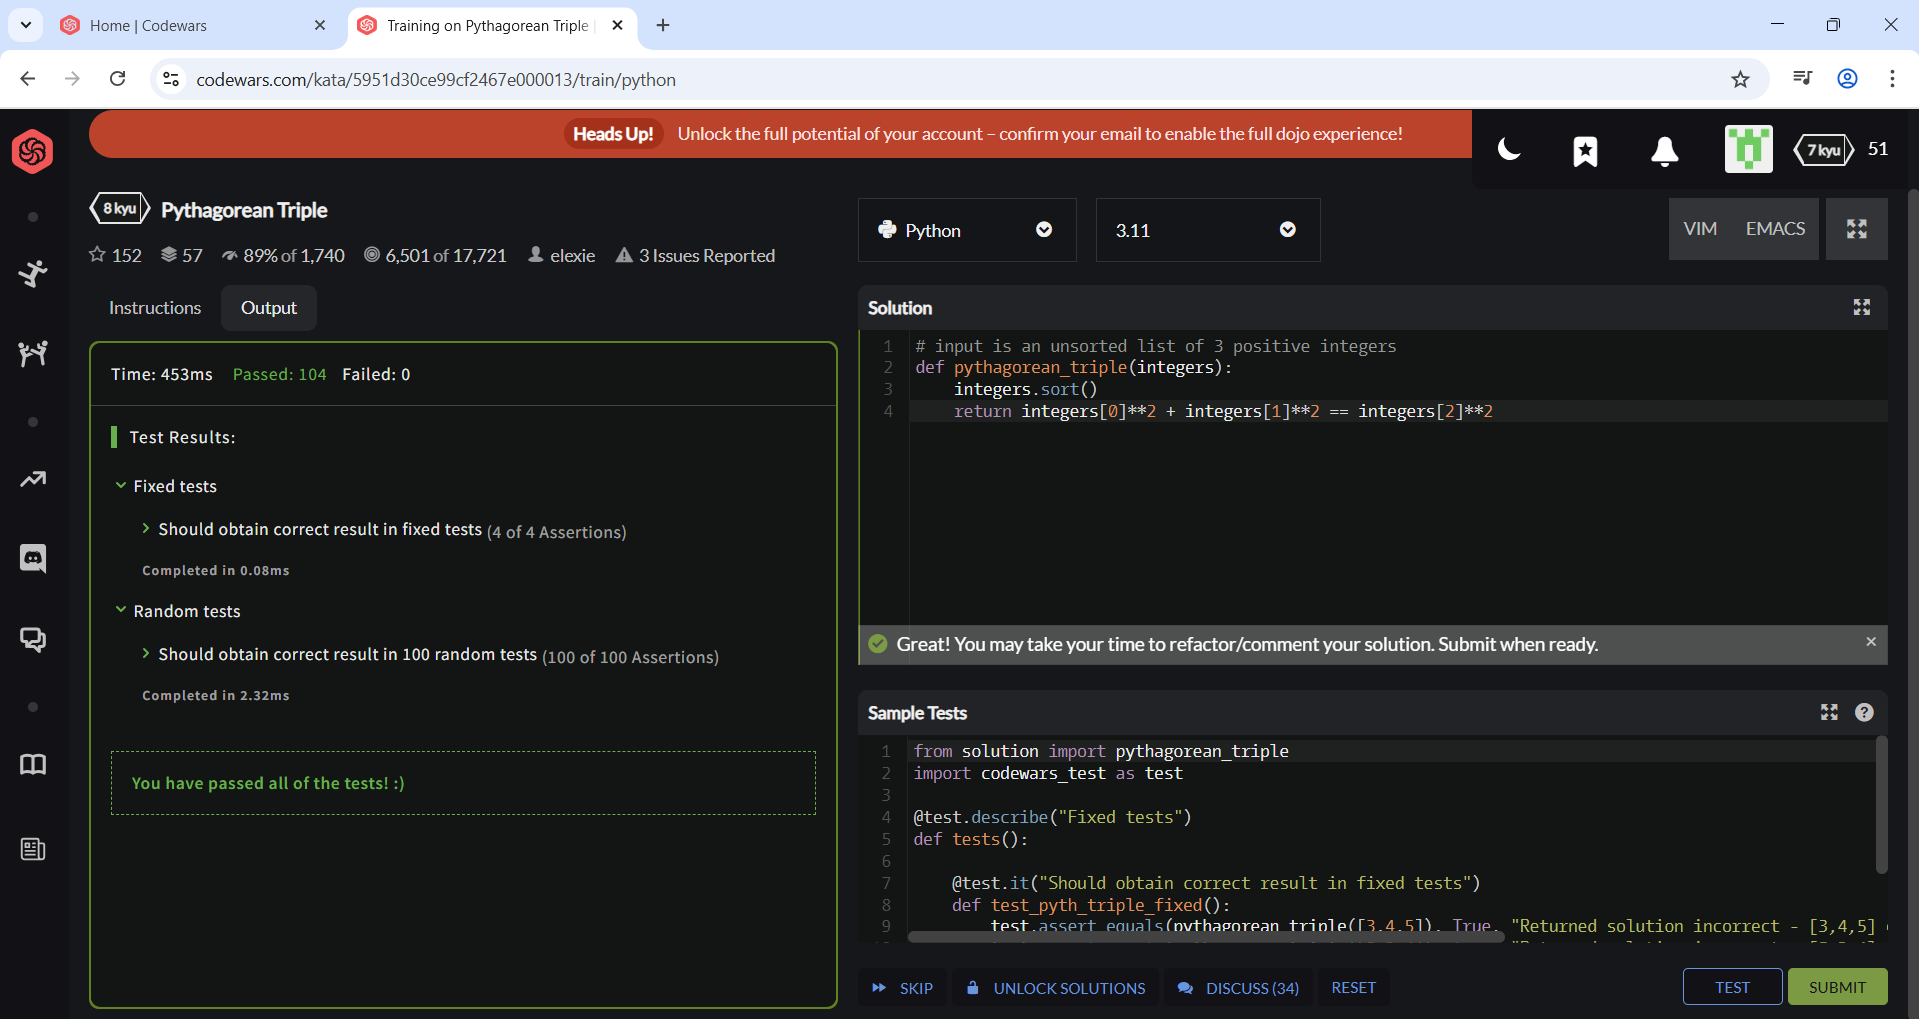 Home | Codewars
Training on Pythagorean Triple |
codewars.com/kata/5951d30ce99cf2467e000013/train/python
Heads Up! Unlock the full potential of your account – confirm your email to enable the full dojo experience!
7 kyu 51
8 kyu Pythagorean Triple
152 57 89% of 1,740 6,501 of 17,721 elexie 3 Issues Reported
Python
3.11
VIM EMACS
Instructions
Output
Time: 453ms Passed: 104 Failed: 0
Test Results:
Fixed tests
Should obtain correct result in fixed tests (4 of 4 Assertions)
Completed in 0.08ms
Random tests
Should obtain correct result in 100 random tests (100 of 100 Assertions)
Completed in 2.32ms
You have passed all of the tests! :)
Solution
1 # input is an unsorted list of 3 positive integers
2 def pythagorean_triple(integers):
3     integers.sort()
4     return integers[0]**2 + integers[1]**2 == integers[2]**2
Great! You may take your time to refactor/comment your solution. Submit when ready.
Sample Tests
?
1 from solution import pythagorean_triple
2 import codewars_test as test
3
4 @test.describe("Fixed tests")
5 def tests():
6
7     @test.it("Should obtain correct result in fixed tests")
8     def test_pyth_triple_fixed():
9         test.assert_equals(pythagorean_triple([3,4,5]), True, "Returned solution incorrect - [3,4,5]
SKIP
UNLOCK SOLUTIONS
DISCUSS (34)
RESET
TEST
SUBMIT